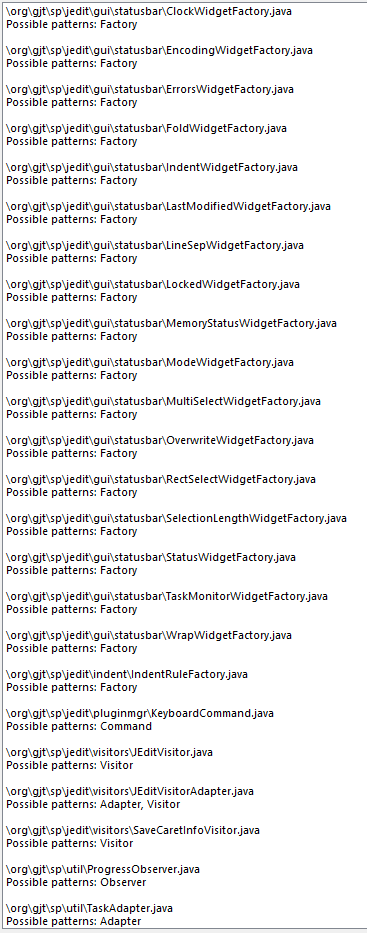 \org\gjt\sp\jedit\gui\statusbar\ClockWidgetFactory.java
Possible patterns: Factory
\org\gjt\sp\jedit\gui\statusbar\EncodingWidgetFactory.java
Possible patterns: Factory
\org\gjt\sp\jedit\gui\statusbar\ErrorsWidgetFactory.java
Possible patterns: Factory
\org\gjt\sp\jedit\gui\statusbar\FoldWidgetFactory.java
Possible patterns: Factory
\org\gjt\sp\jedit\gui\statusbar\IndentWidgetFactory.java
Possible patterns: Factory
\org\gjt\sp\jedit\gui\statusbar\LastModifiedWidgetFactory.java
Possible patterns: Factory
\org\gjt\sp\jedit\gui\statusbar\LineSepWidgetFactory.java
Possible patterns: Factory
\org\gjt\sp\jedit\gui\statusbar\LockedWidgetFactory.java
Possible patterns: Factory
\org\gjt\sp\jedit\gui\statusbar\MemoryStatusWidgetFactory.java
Possible patterns: Factory
\org\gjt\sp\jedit\gui\statusbar\ModeWidgetFactory.java
Possible patterns: Factory
\org\gjt\sp\jedit\gui\statusbar\MultiSelectWidgetFactory.java
Possible patterns: Factory
\org\gjt\sp\jedit\gui\statusbar\OverwriteWidgetFactory.java
Possible patterns: Factory
\org\gjt\sp\jedit\gui\statusbar\RectSelectWidgetFactory.java
Possible patterns: Factory
\org\gjt\sp\jedit\gui\statusbar\SelectionLengthWidgetFactory.java
Possible patterns: Factory
\org\gjt\sp\jedit\gui\statusbar\StatusWidgetFactory.java
Possible patterns: Factory
\org\gjt\sp\jedit\gui\statusbar\TaskMonitorWidgetFactory.java
Possible patterns: Factory
\org\gjt\sp\jedit\gui\statusbar\WrapWidgetFactory.java
Possible patterns: Factory
\org\gjt\sp\jedit\indent\IndentRuleFactory.java
Possible patterns: Factory
\org\gjt\sp\jedit\pluginmgr\KeyboardCommand.java
Possible patterns: Command
\org\gjt\sp\jedit\visitors\JEditVisitor.java
Possible patterns: Visitor
\org\gjt\sp\jedit\visitors\JEditVisitorAdapter.java
Possible patterns: Adapter, Visitor
\org\gjt\sp\jedit\visitors\SaveCaretInfoVisitor.java
Possible patterns: Visitor
\org\gjt\sp\util\ProgressObserver.java
Possible patterns: Observer
\org\gjt\sp\util\TaskAdapter.java
Possible patterns: Adapter